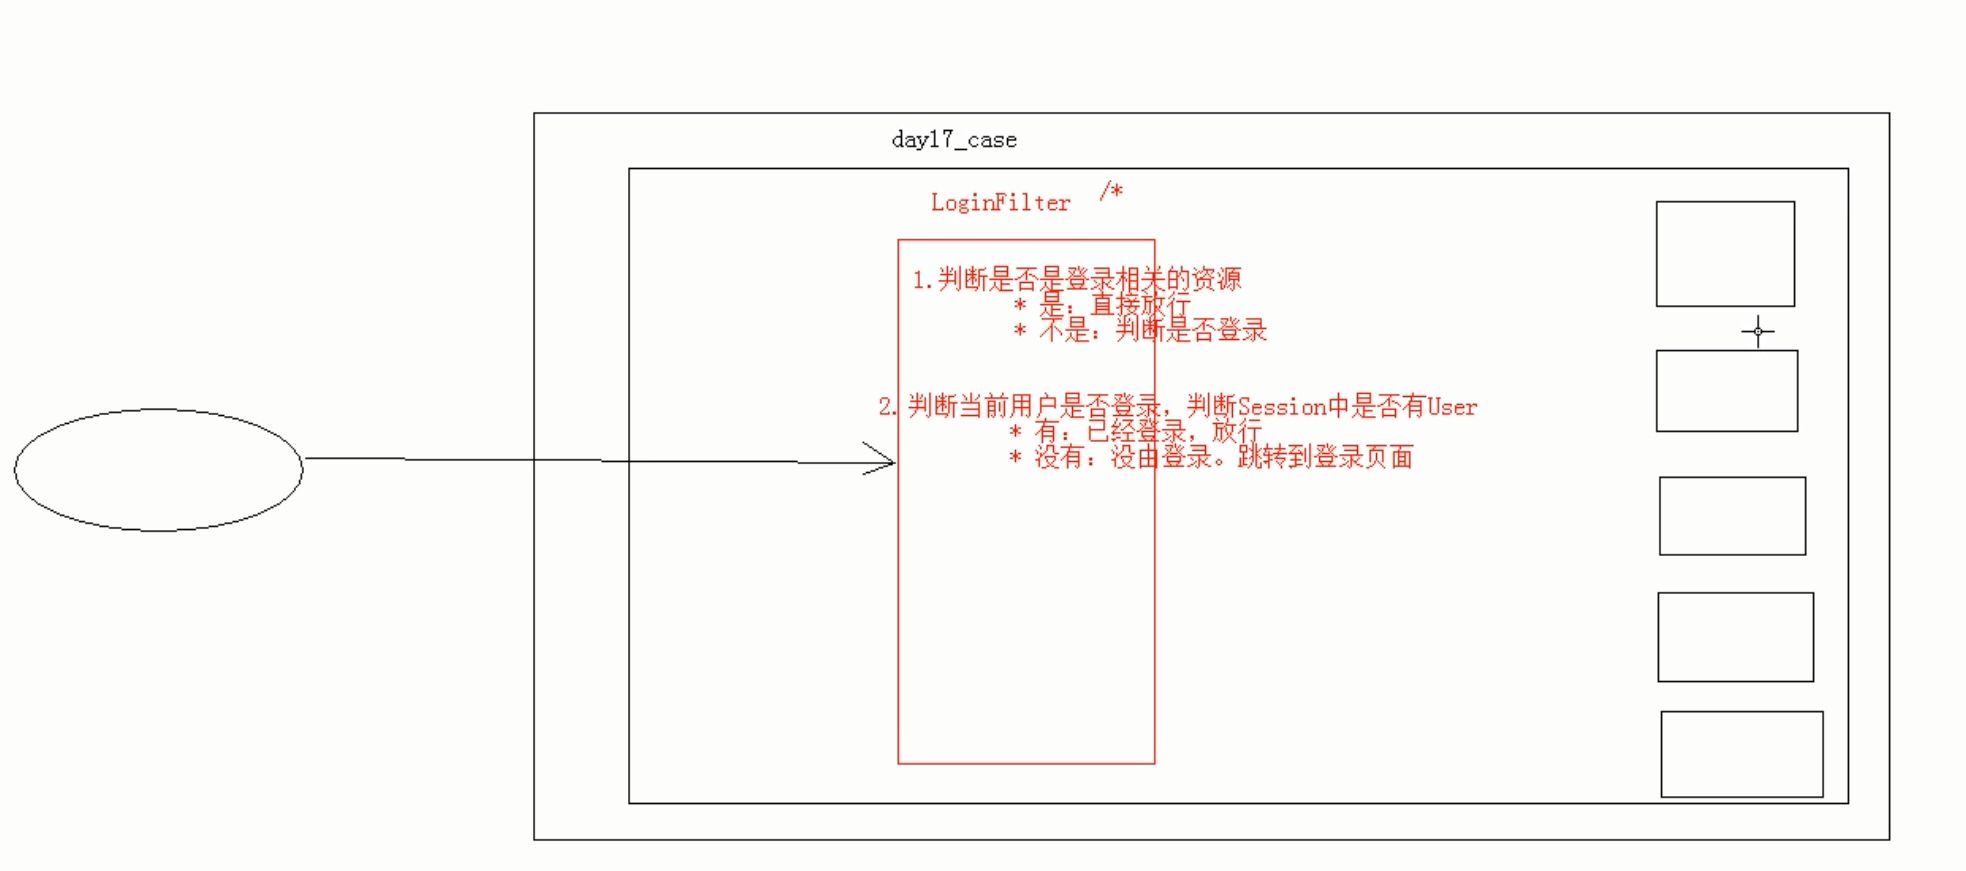 day17_case
LoginFilter /*
1.判断是否是登录相关的资源
* 是：直接放行
* 不是：判断是否登录
2.判断当前用户是否登录，判断Session中是否有User
* 有：已经登录，放行
* 没有：没由登录。跳转到登录页面